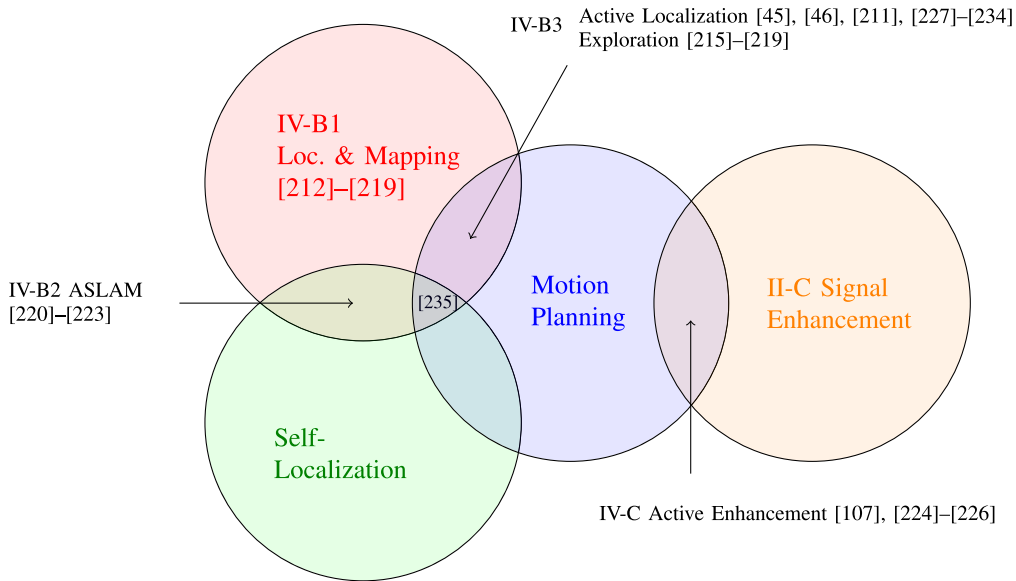 IV-B3
Active Localization [45], [46], [211], [227]–[234]
Exploration [215]–[219]
IV-B1
Loc. & Mapping
[212]–[219]
IV-B2 ASLAM
[220]–[223]
[235]
Motion
Planning
II-C Signal
Enhancement
Self-
Localization
IV-C Active Enhancement [107], [224]–[226]